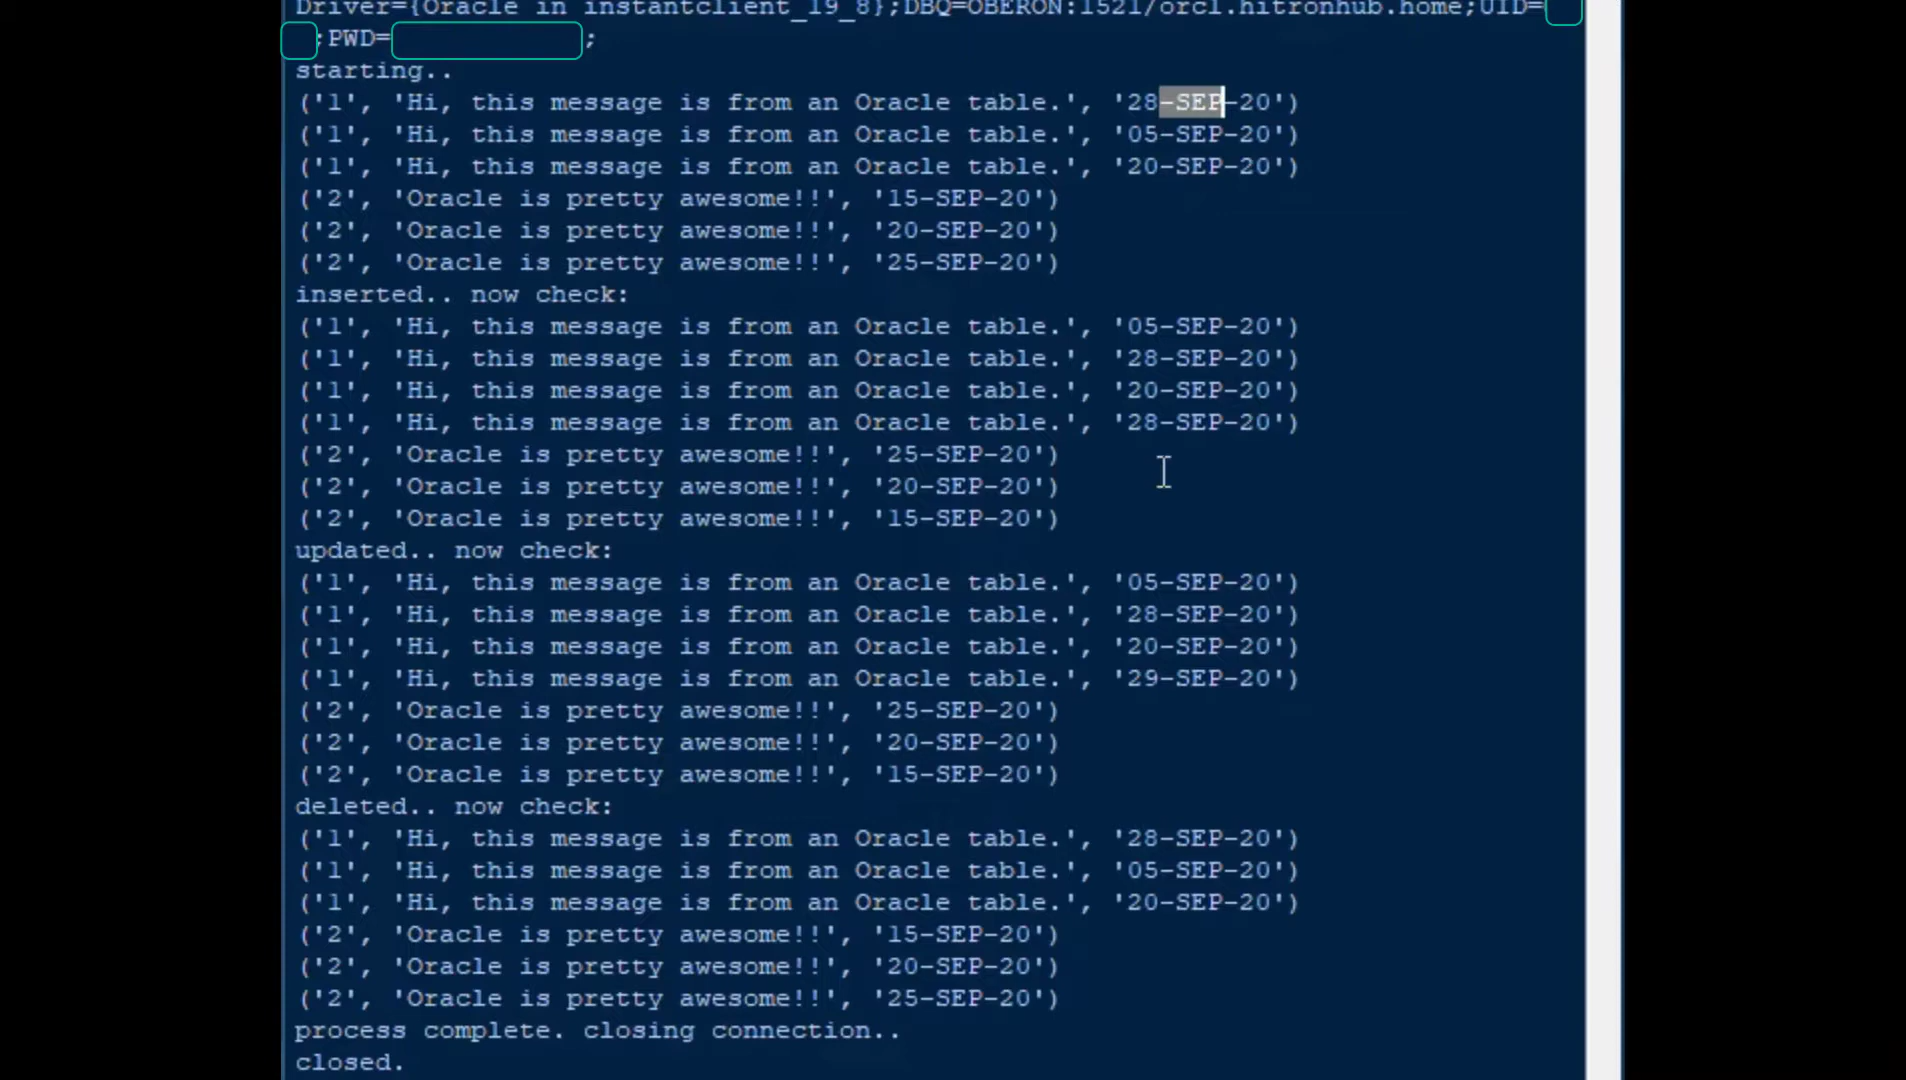 Driver={Oracle in instantclient_19_8};DBQ=OBERON:1521/orcl.hitronhub.home;UID=
;PWD= ;
starting..
('1', 'Hi, this message is from an Oracle table.', '28-SEP-20')
('1', 'Hi, this message is from an Oracle table.', '05-SEP-20')
('1', 'Hi, this message is from an Oracle table.', '20-SEP-20')
('2', 'Oracle is pretty awesome!!', '15-SEP-20')
('2', 'Oracle is pretty awesome!!', '20-SEP-20')
('2', 'Oracle is pretty awesome!!', '25-SEP-20')
inserted.. now check:
('1', 'Hi, this message is from an Oracle table.', '05-SEP-20')
('1', 'Hi, this message is from an Oracle table.', '28-SEP-20')
('1', 'Hi, this message is from an Oracle table.', '20-SEP-20')
('1', 'Hi, this message is from an Oracle table.', '28-SEP-20')
('2', 'Oracle is pretty awesome!!', '25-SEP-20')
('2', 'Oracle is pretty awesome!!', '20-SEP-20')
('2', 'Oracle is pretty awesome!!', '15-SEP-20')
updated.. now check:
('1', 'Hi, this message is from an Oracle table.', '05-SEP-20')
('1', 'Hi, this message is from an Oracle table.', '28-SEP-20')
('1', 'Hi, this message is from an Oracle table.', '20-SEP-20')
('1', 'Hi, this message is from an Oracle table.', '29-SEP-20')
('2', 'Oracle is pretty awesome!!', '25-SEP-20')
('2', 'Oracle is pretty awesome!!', '20-SEP-20')
('2', 'Oracle is pretty awesome!!', '15-SEP-20')
deleted.. now check:
('1', 'Hi, this message is from an Oracle table.', '28-SEP-20')
('1', 'Hi, this message is from an Oracle table.', '05-SEP-20')
('1', 'Hi, this message is from an Oracle table.', '20-SEP-20')
('2', 'Oracle is pretty awesome!!', '15-SEP-20')
('2', 'Oracle is pretty awesome!!', '20-SEP-20')
('2', 'Oracle is pretty awesome!!', '25-SEP-20')
process complete. closing connection..
closed.